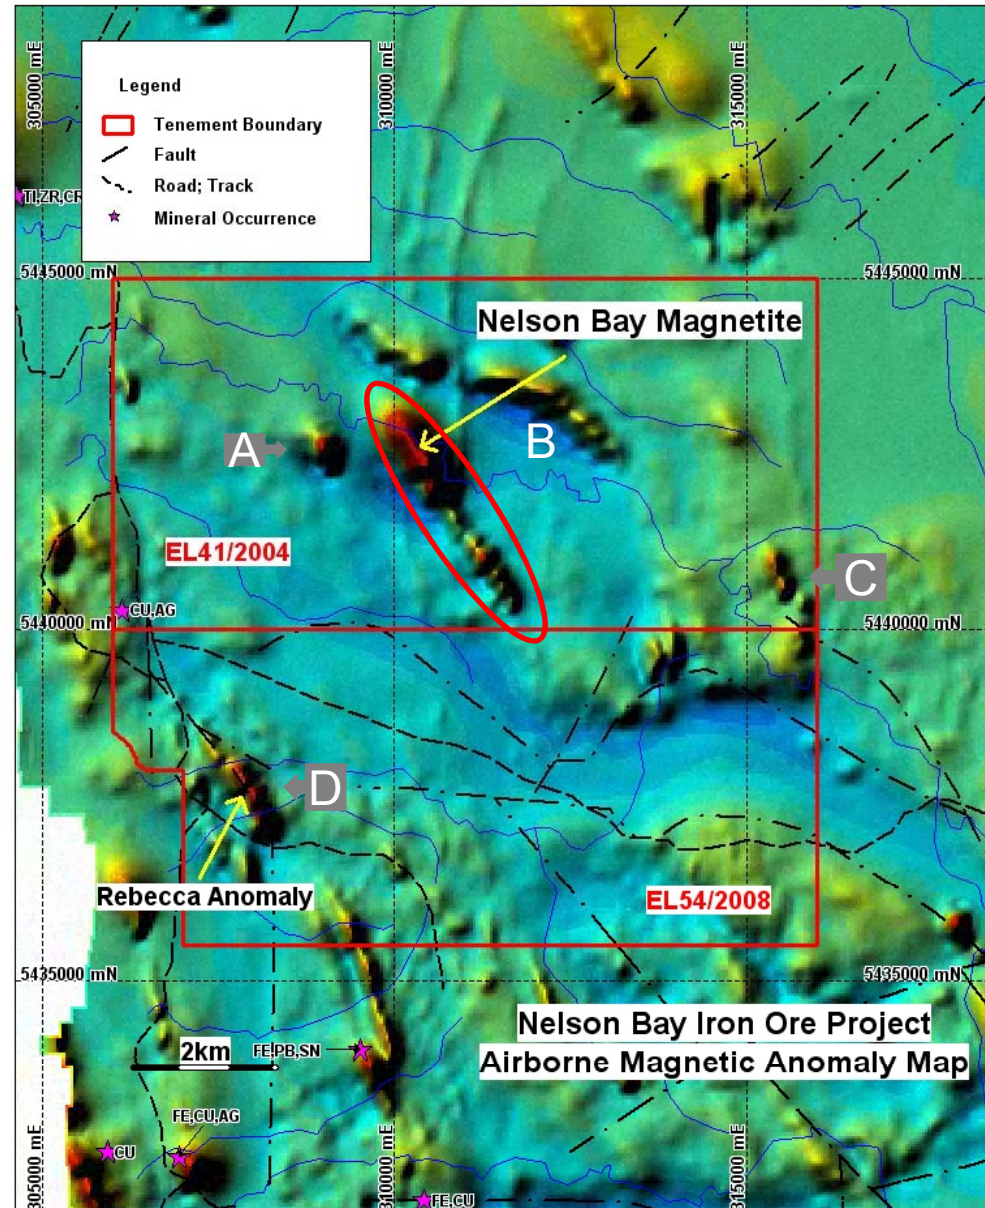 305000 mE
310000 mE
315000 mE
Legend
Tenement Boundary
Fault
Road; Track
Mineral Occurrence
TI,ZR,CR
5445000 mN
5445000 mN
Nelson Bay Magnetite
A
B
EL41/2004
C
CU,AG
5440000 mN
5440000 mN
D
Rebecca Anomaly
EL54/2008
5435000 mN
5435000 mN
Nelson Bay Iron Ore Project
Airborne Magnetic Anomaly Map
2km
FE,PB,SN
FE,CU,AG
CU
FE,CU
305000 mE
310000 mE
315000 mE